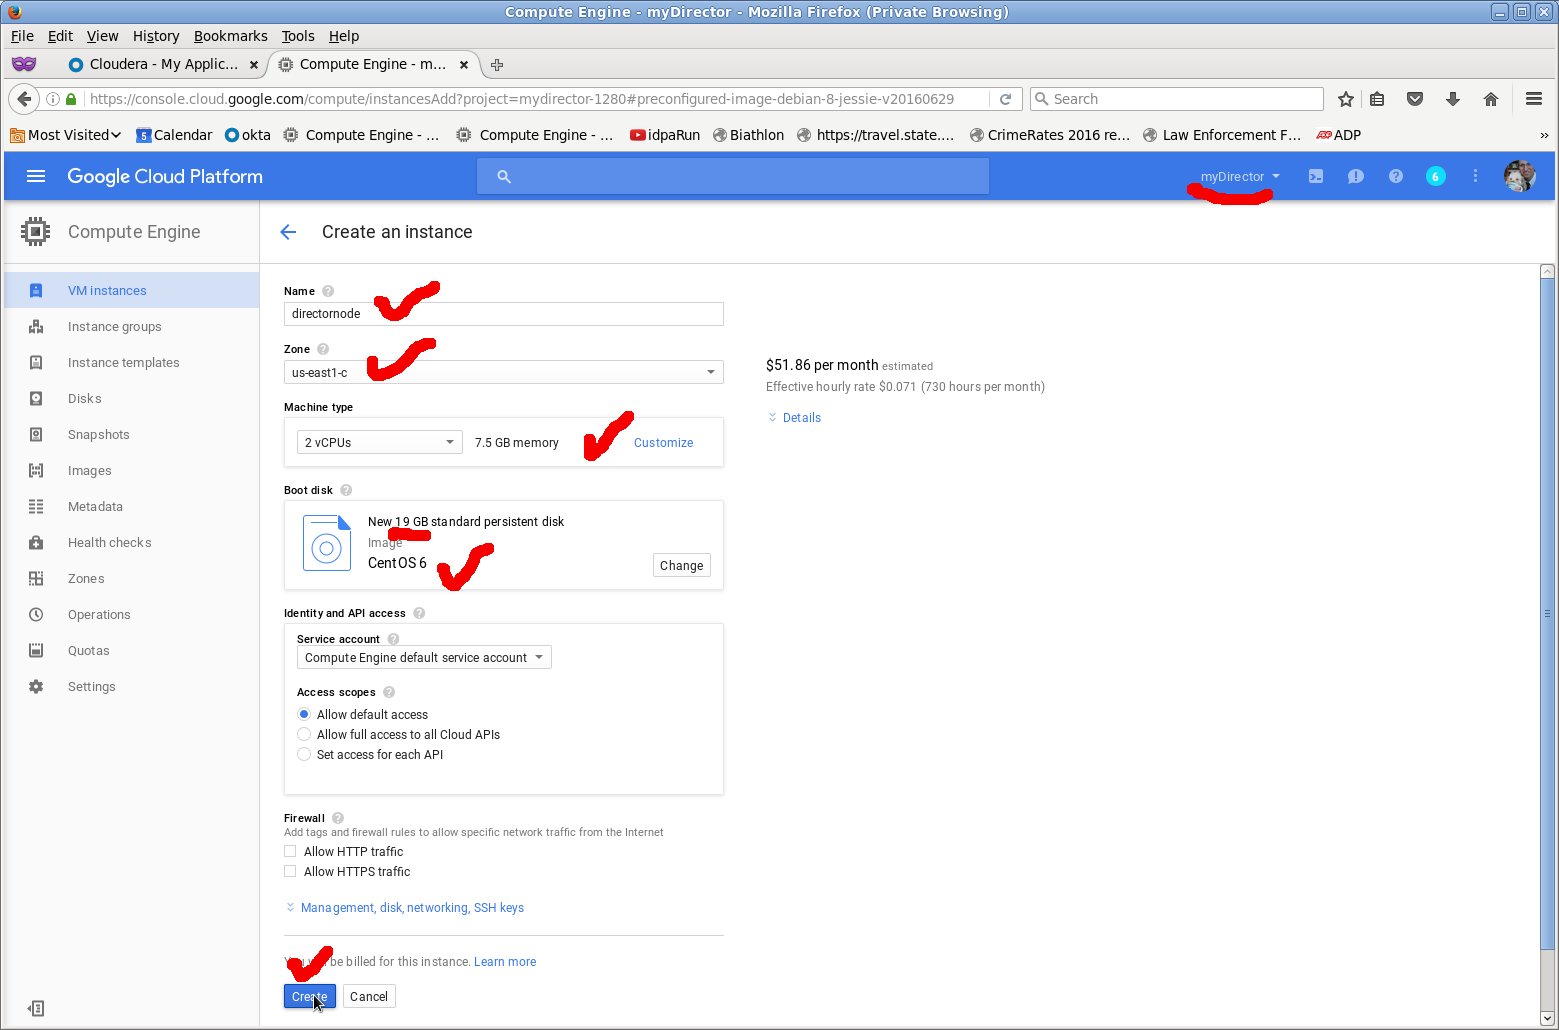 Compute Engine - myDirector - Mozilla Firefox (Private Browsing)
File Edit View History Bookmarks Tools Help
Cloudera - My Applic... Compute Engine - m...
https://console.cloud.google.com/compute/instancesAdd?project=mydirector-1280#preconfigured-image-debian-8-jessie-v20160629 Search
Most Visited 5 Calendar okta Compute Engine - ... Compute Engine - ... idpaRun Biathlon https://travel.state.... CrimeRates 2016 re... Law Enforcement F... ADP ADP »
Google Cloud Platform myDirector 6
Compute Engine Create an instance
VM instances
Instance groups
Instance templates
Disks
Snapshots
Images
Metadata
Health checks
Zones
Operations
Quotas
Settings
Name
directornode
Zone
us-east1-c
Machine type
2 vCPUs 7.5 GB memory Customize
Boot disk
New 19 GB standard persistent disk
Image
CentOS 6
Change
Identity and API access
Service account
Compute Engine default service account
Access scopes
Allow default access
Allow full access to all Cloud APIs
Set access for each API
Firewall
Add tags and firewall rules to allow specific network traffic from the Internet
Allow HTTP traffic
Allow HTTPS traffic
Management, disk, networking, SSH keys
be billed for this instance. Learn more
Create Cancel
$51.86 per month estimated
Effective hourly rate $0.071 (730 hours per month)
Details